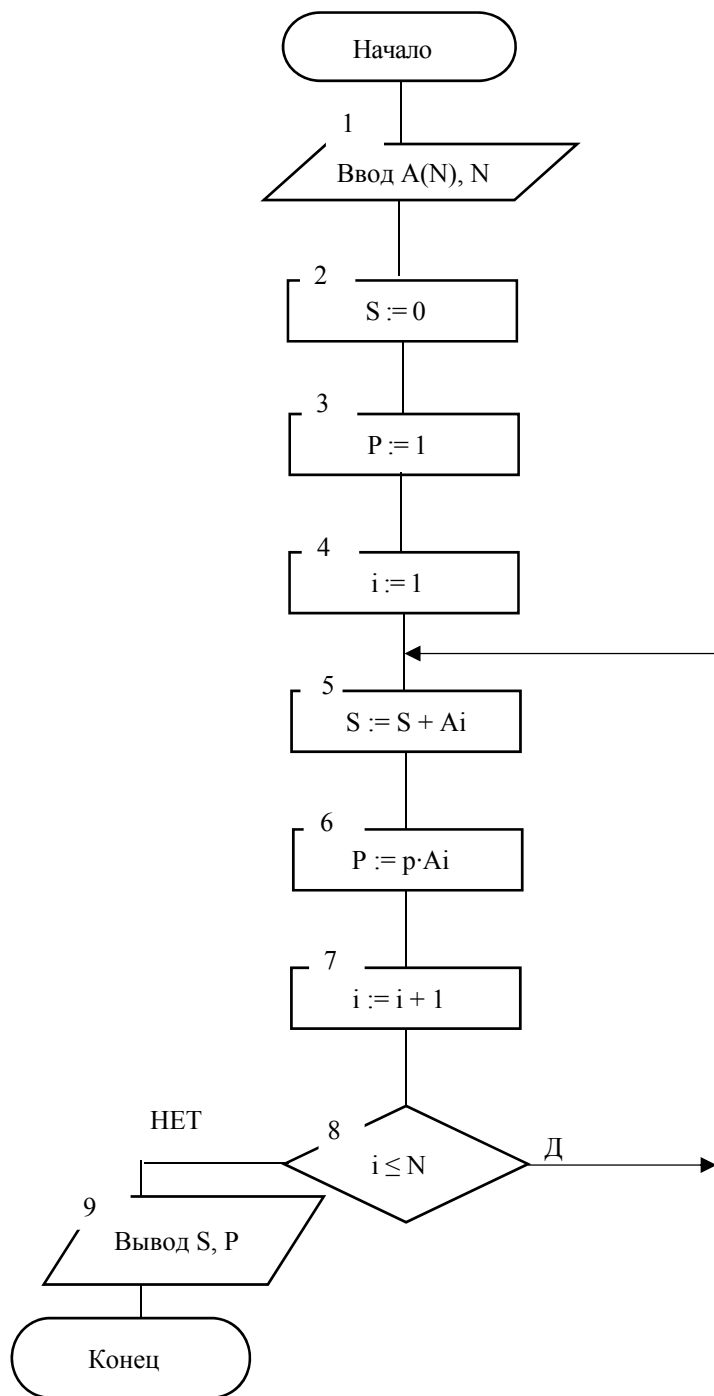 Начало
1
Ввод A(N), N
2
S := 0
3
P := 1
4
i := 1
5
S := S + Ai
6
P := p·Ai
7
i := i + 1
НЕТ
8
i ≤ N
Д
9
Вывод S, P
Конец